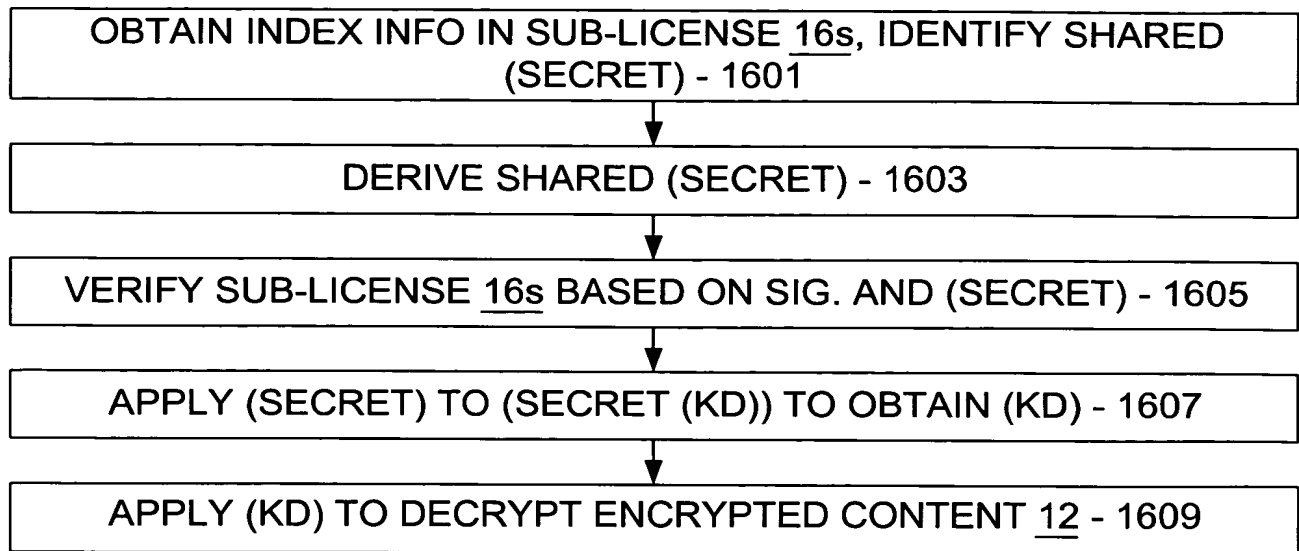 OBTAIN INDEX INFO IN SUB-LICENSE 16s, IDENTIFY SHARED
(SECRET) - 1601
DERIVE SHARED (SECRET) - 1603
VERIFY SUB-LICENSE 16s BASED ON SIG. AND (SECRET) - 1605
APPLY (SECRET) TO (SECRET (KD)) TO OBTAIN (KD) - 1607
APPLY (KD) TO DECRYPT ENCRYPTED CONTENT 12 - 1609